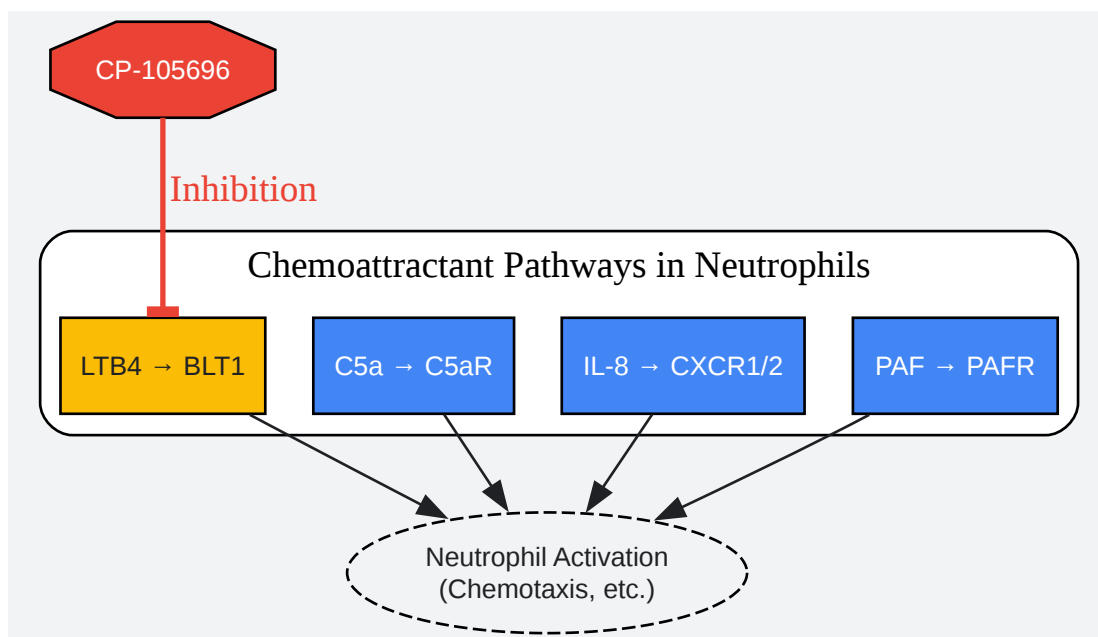 CP-105696
Inhibition
Chemoattractant Pathways in Neutrophils
LTB4 → BLT1
C5a → C5aR
IL-8 → CXCR1/2
PAF → PAFR
Neutrophil Activation
(Chemotaxis, etc.)